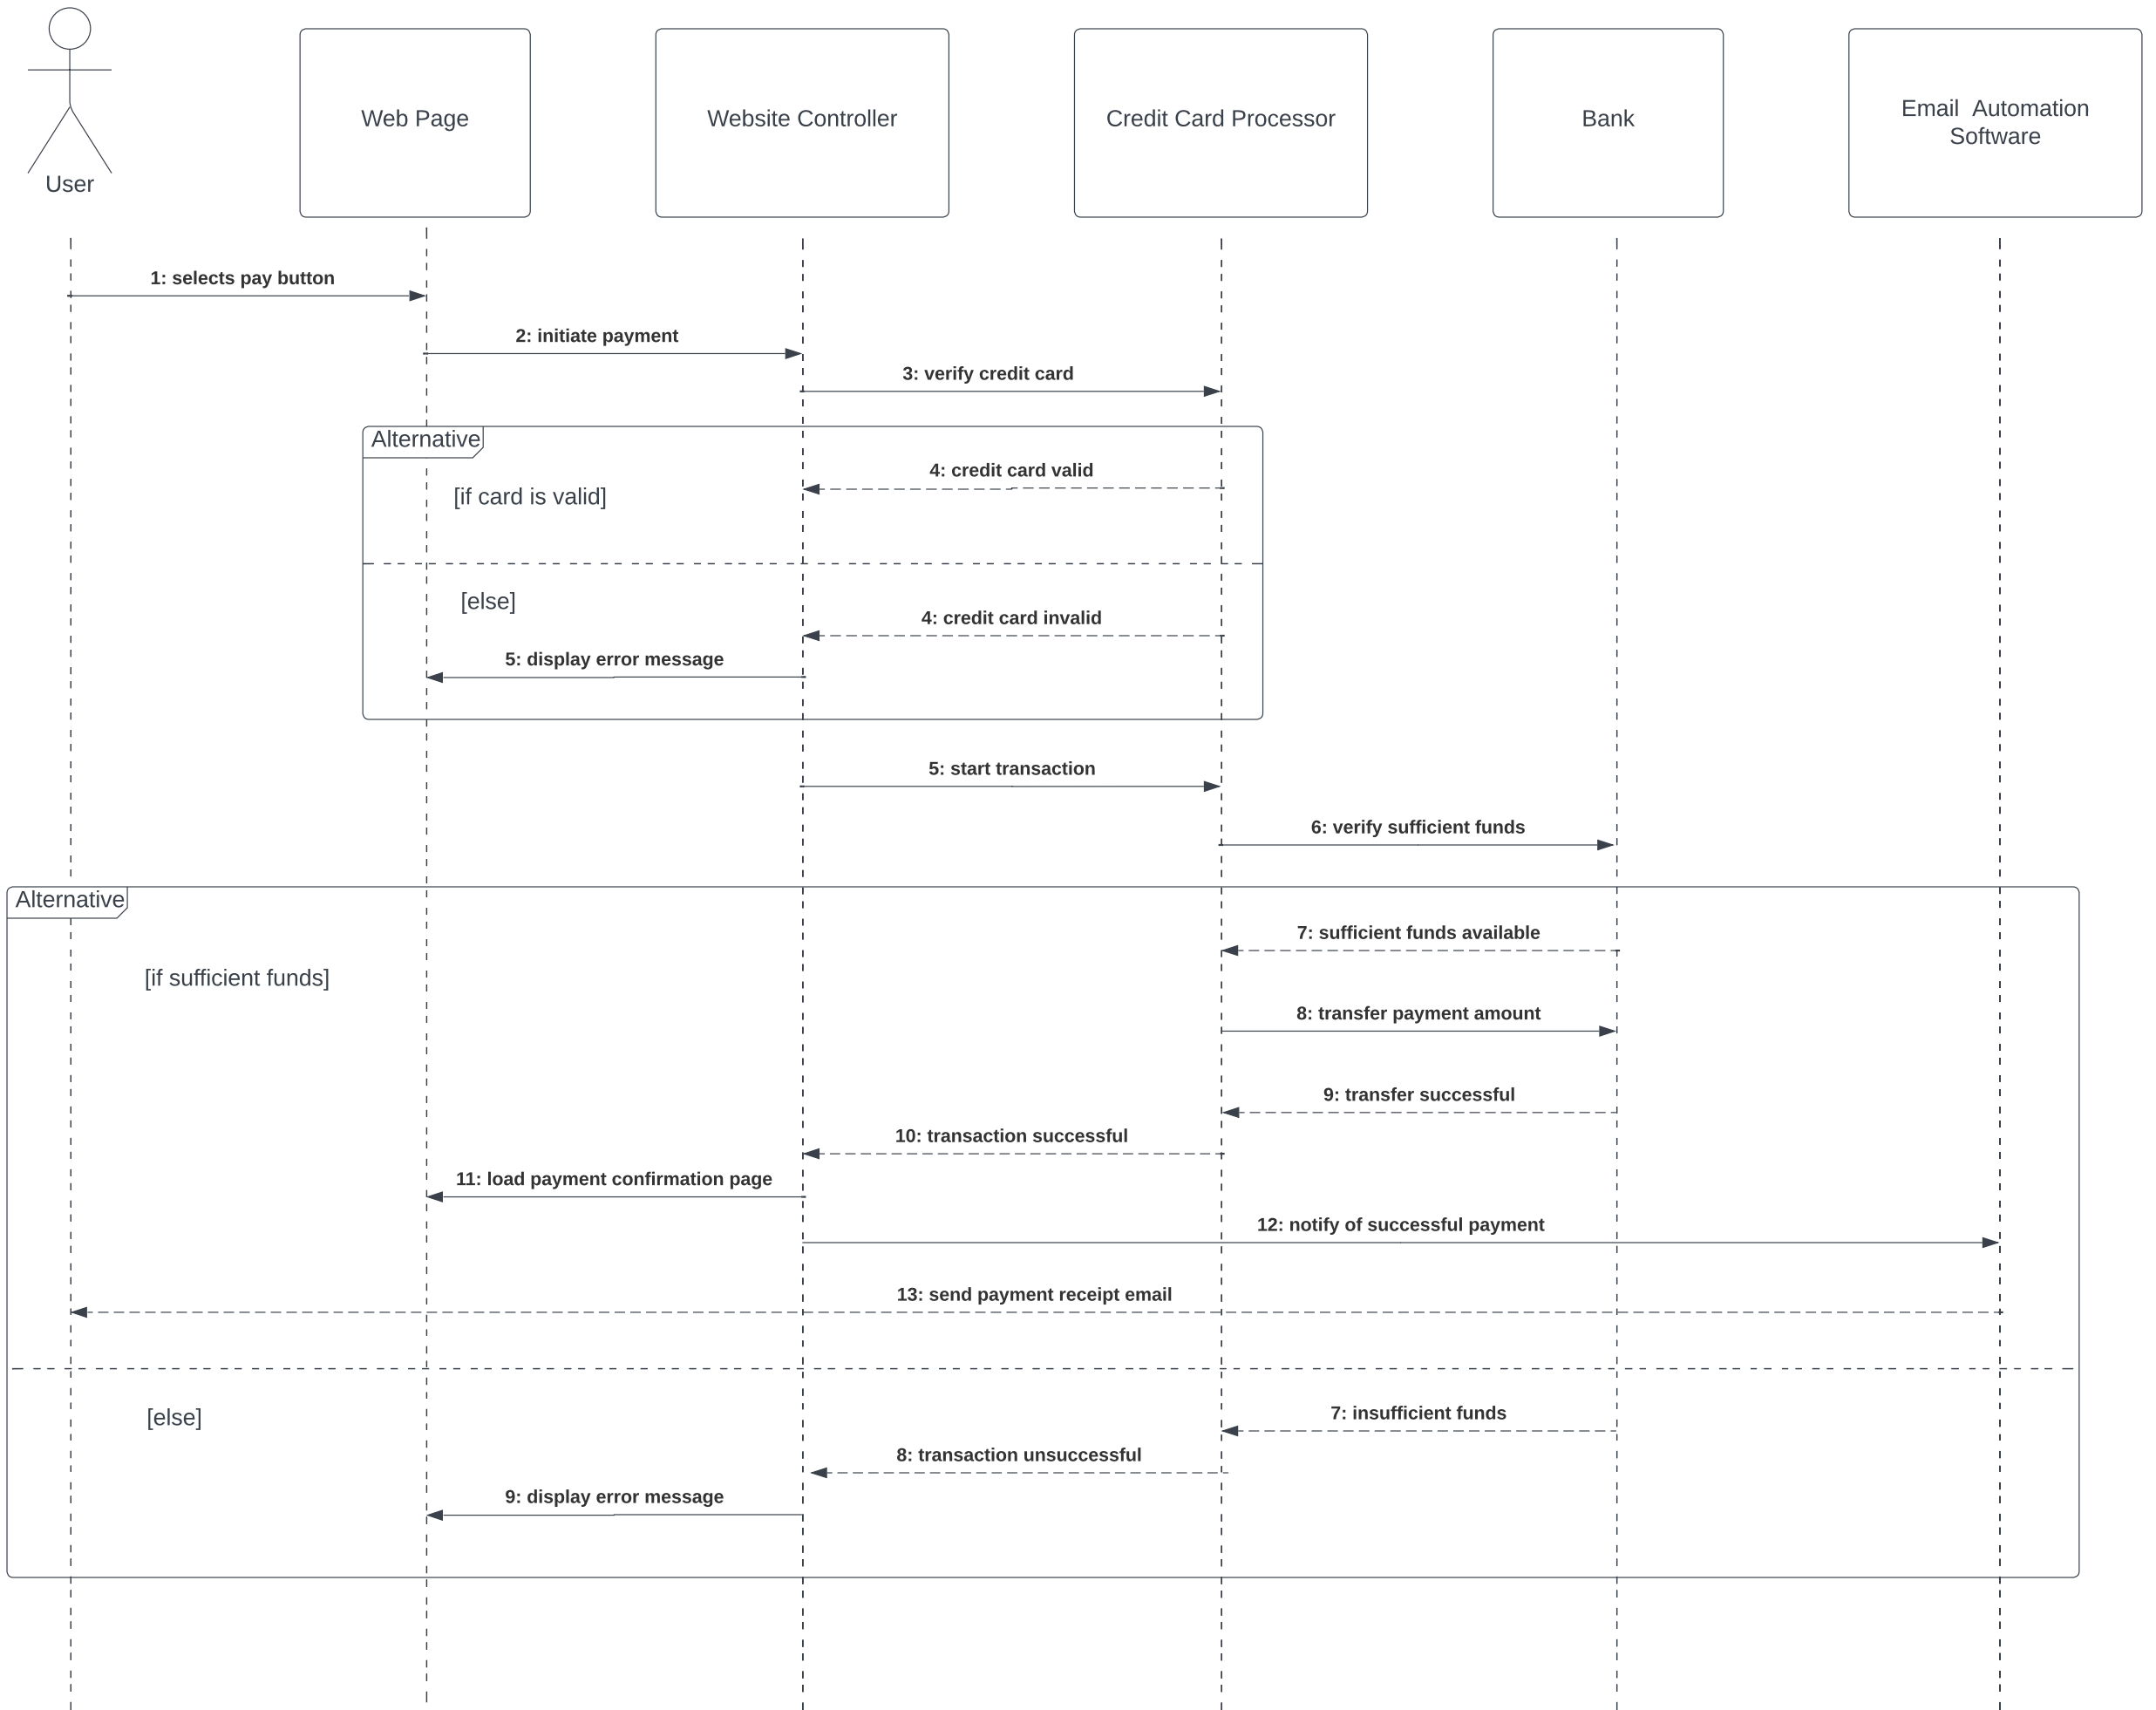 User
Web Page
Website Controller
Credit Card Processor
Bank
Email  Automation
Software
1: selects pay button
2: initiate payment
3: verify credit card
Alternative
4: credit card valid
[if card is valid]
[else]
4: credit card invalid
5: display error message
5: start transaction
6: verify sufficient funds
Alternative
7: sufficient funds available
[if sufficient funds]
8: transfer payment amount
9: transfer successful
10: transaction successful
11: load payment confirmation page
12: notify of successful payment
13: send payment receipt email
[else]
7: insufficient funds
8: transaction unsuccessful
9: display error message